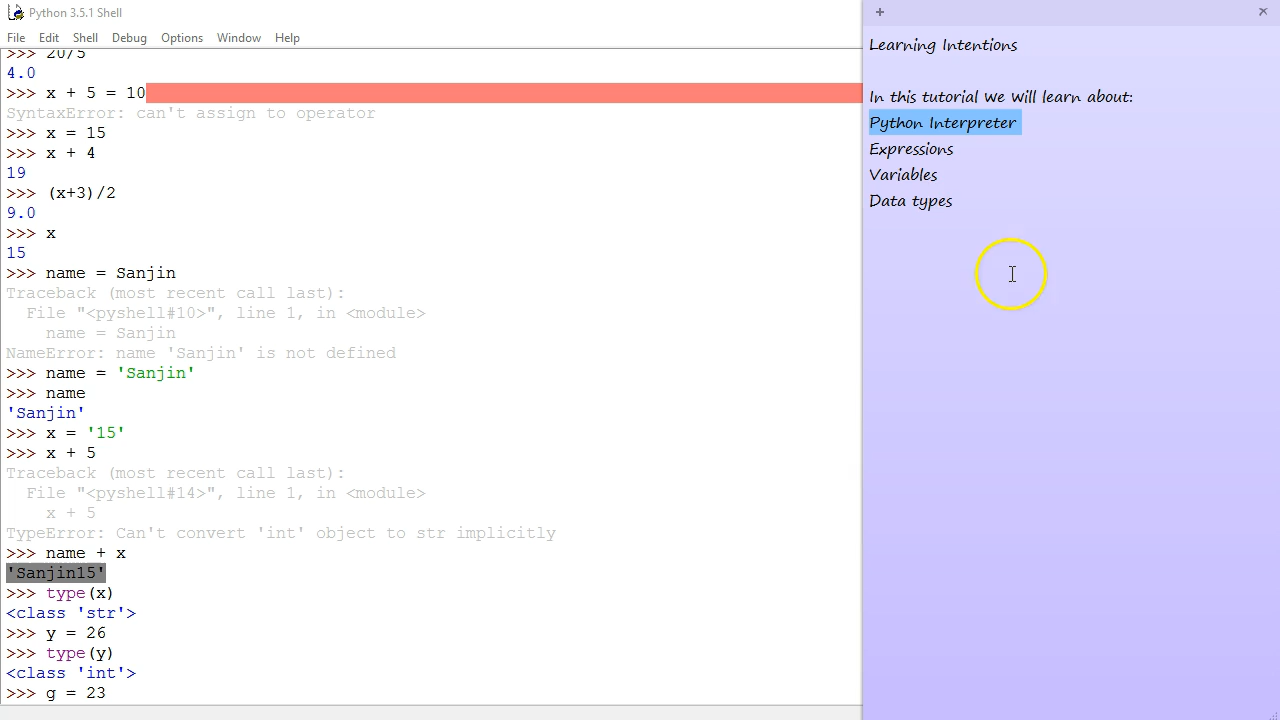 Python 3.5.1 Shell
File Edit Shell Debug Options Window Help
>>> 20/5
4.0
>>> x + 5 = 10
SyntaxError: can't assign to operator
>>> x = 15
>>> x + 4
19
>>> (x+3)/2
9.0
>>> x
15
>>> name = Sanjin
Traceback (most recent call last):
  File "<pyshell#10>", line 1, in <module>
    name = Sanjin
NameError: name 'Sanjin' is not defined
>>> name = 'Sanjin'
>>> name
'Sanjin'
>>> x = '15'
>>> x + 5
Traceback (most recent call last):
  File "<pyshell#14>", line 1, in <module>
    x + 5
TypeError: Can't convert 'int' object to str implicitly
>>> name + x
'Sanjin15'
>>> type(x)
<class 'str'>
>>> y = 26
>>> type(y)
<class 'int'>
>>> g = 23
Learning Intentions
In this tutorial We Will learn about:
Python Interpreter
Expressions
Variables
Data types